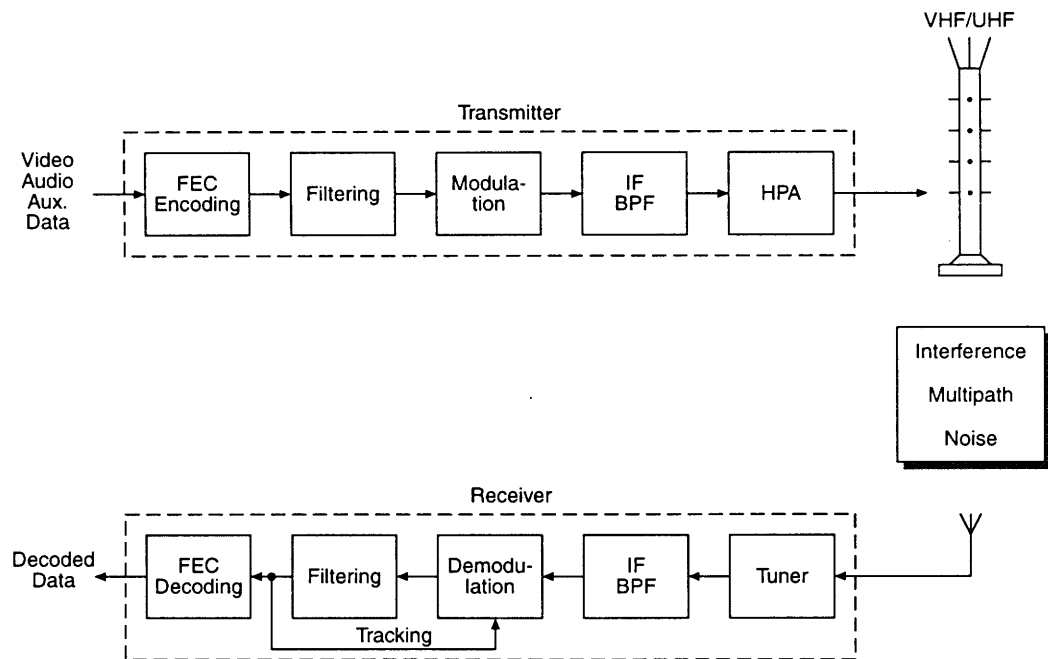 VHF/UHF
Transmitter
Video
Audio
Aux.
Data
FEC
Encoding
Filtering
Modula-
tion
IF
BPF
HPA
Interference
Multipath
Noise
Receiver
Decoded
Data
FEC
Decoding
Filtering
Demodu-
lation
IF
BPF
Tuner
Tracking